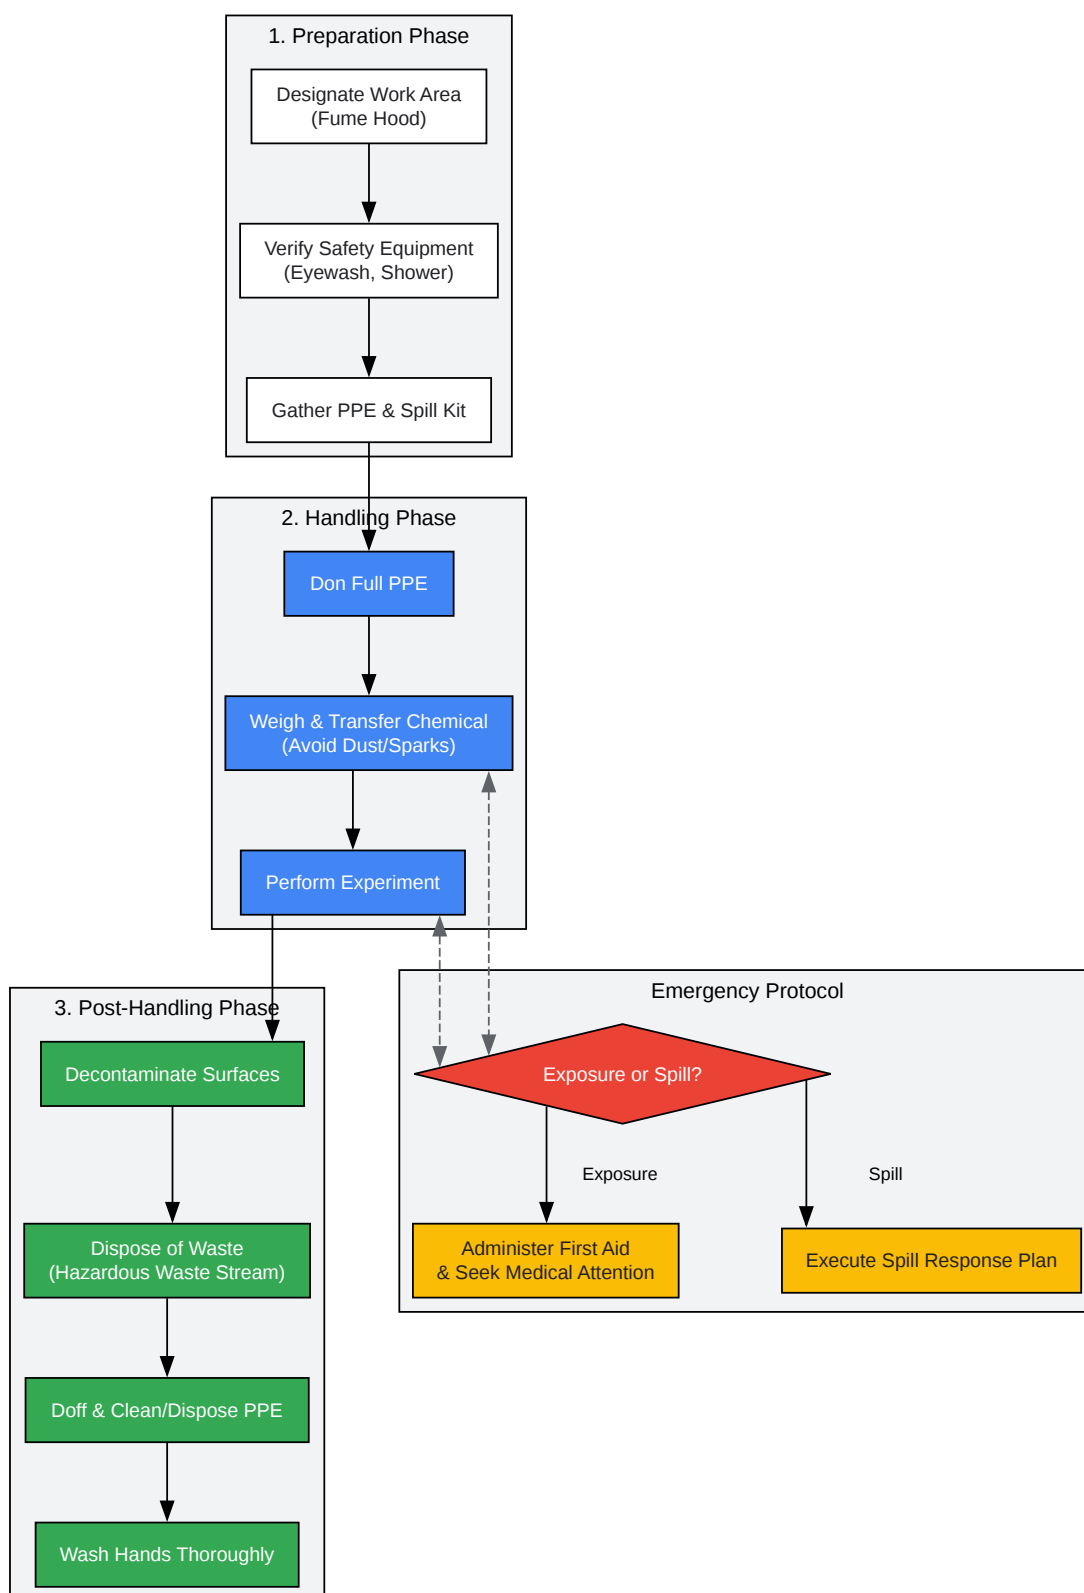 1. Preparation Phase
Designate Work Area
(Fume Hood)
Verify Safety Equipment
(Eyewash, Shower)
Gather PPE & Spill Kit
2. Handling Phase
Don Full PPE
Weigh & Transfer Chemical
(Avoid Dust/Sparks)
Perform Experiment
3. Post-Handling Phase
Decontaminate Surfaces
Dispose of Waste
(Hazardous Waste Stream)
Doff & Clean/Dispose PPE
Wash Hands Thoroughly
Emergency Protocol
Exposure or Spill?
Exposure
Spill
Administer First Aid
& Seek Medical Attention
Execute Spill Response Plan